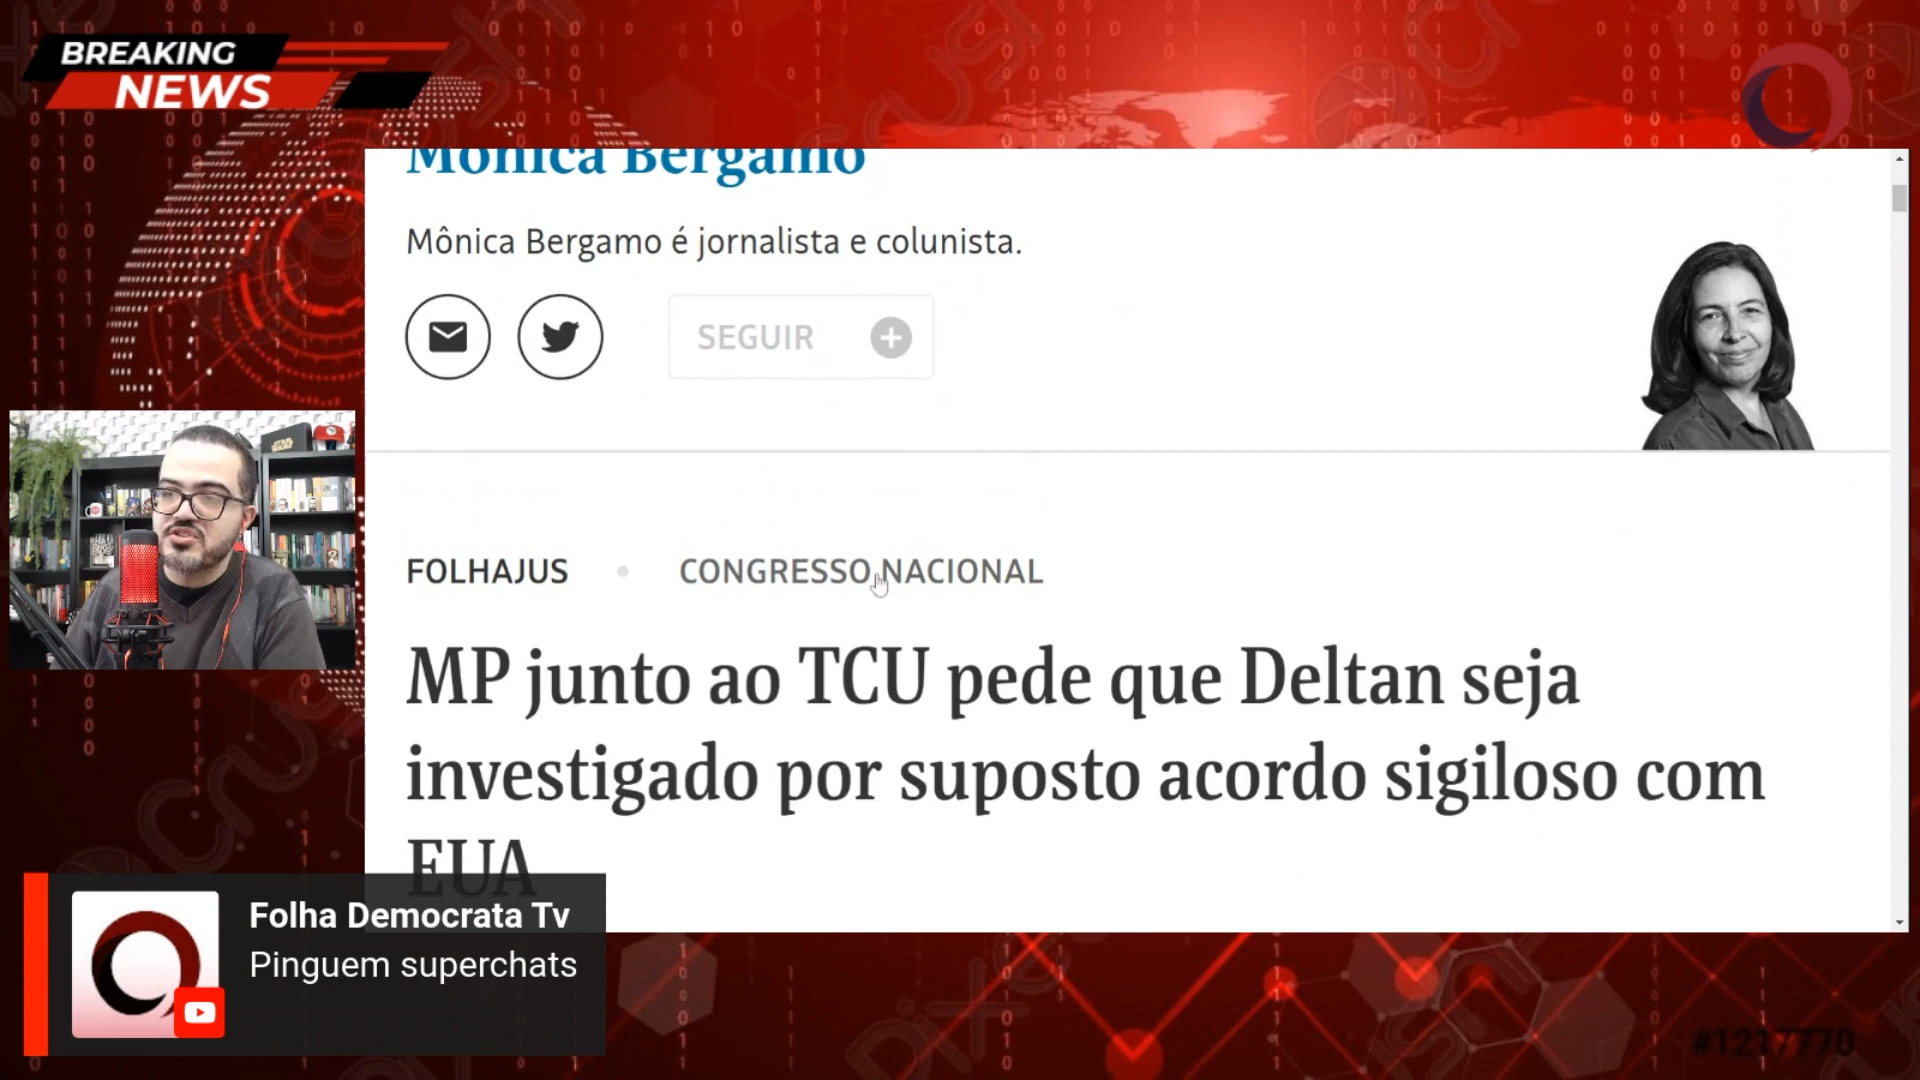 BREAKING
NEWS
Mônica Bergamo
Mônica Bergamo é jornalista e colunista.
SEGUIR
FOLHAJUS
CONGRESSO NACIONAL
MP junto ao TCU pede que Deltan seja
investigado por suposto acordo sigiloso com
EUA
Folha Democrata Tv
Pinguem superchats